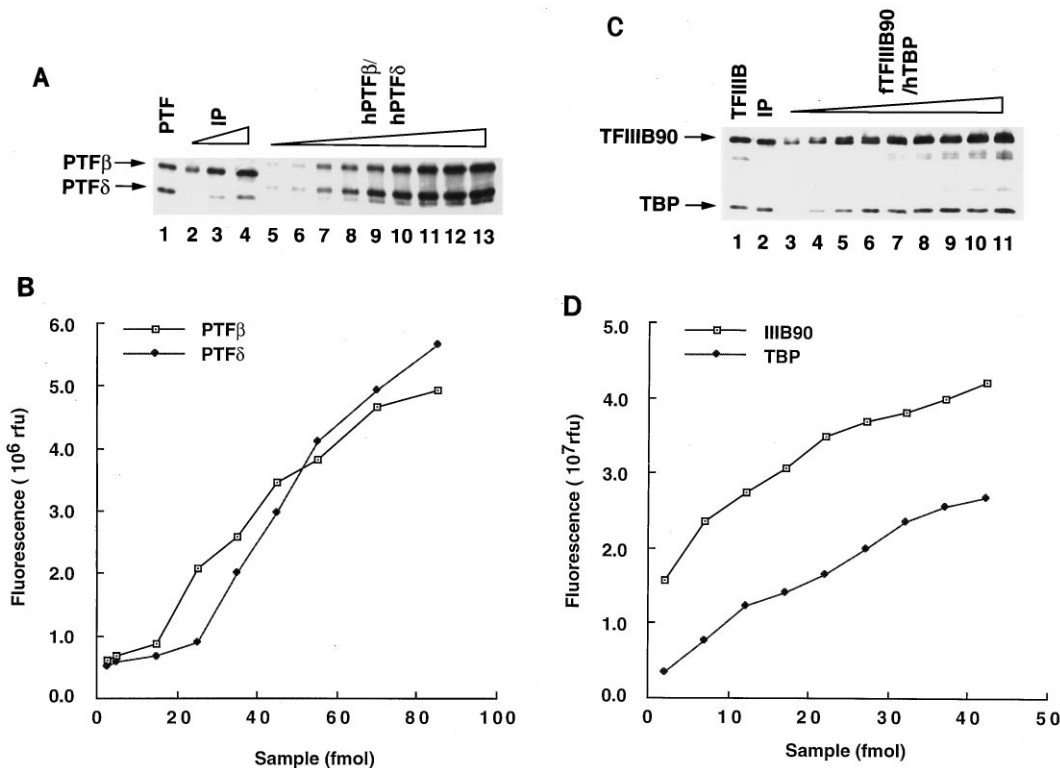 A
PTF
IP
hPTFβ/
hPTFδ
PTFβ
PTFδ
1 2 3 4 5 6 7 8 9 10 11 12 13
C
TFIIIB
IP
fTFIIIB90
/hTBP
TFIIIB90
TBP
1 2 3 4 5 6 7 8 9 10 11
B
PTFβ
PTFδ
Fluorescence ( 10⁶ rfu)
6.0
5.0
4.0
3.0
2.0
1.0
0.0
0 20 40 60 80 100
Sample (fmol)
D
IIIB90
TBP
Fluorescence ( 10⁷rfu)
5.0
4.0
3.0
2.0
1.0
0.0
0 10 20 30 40 50
Sample (fmol)